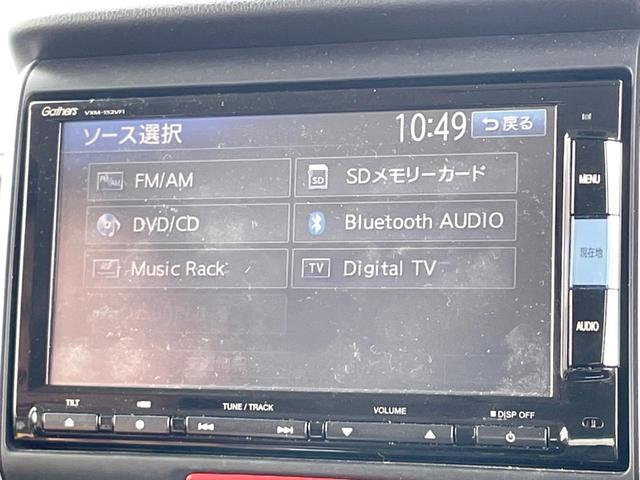 Gathers
VXM-152VFi
ソース選択
10:49
戻る
FM/AM
SDメモリーカード
SD
DVD/CD
Bluetooth AUDIO
Music Rack
TV
Digital TV
MENU
現在地
AUDIO
TILT
TUNE / TRACK
VOLUME
DISP OFF